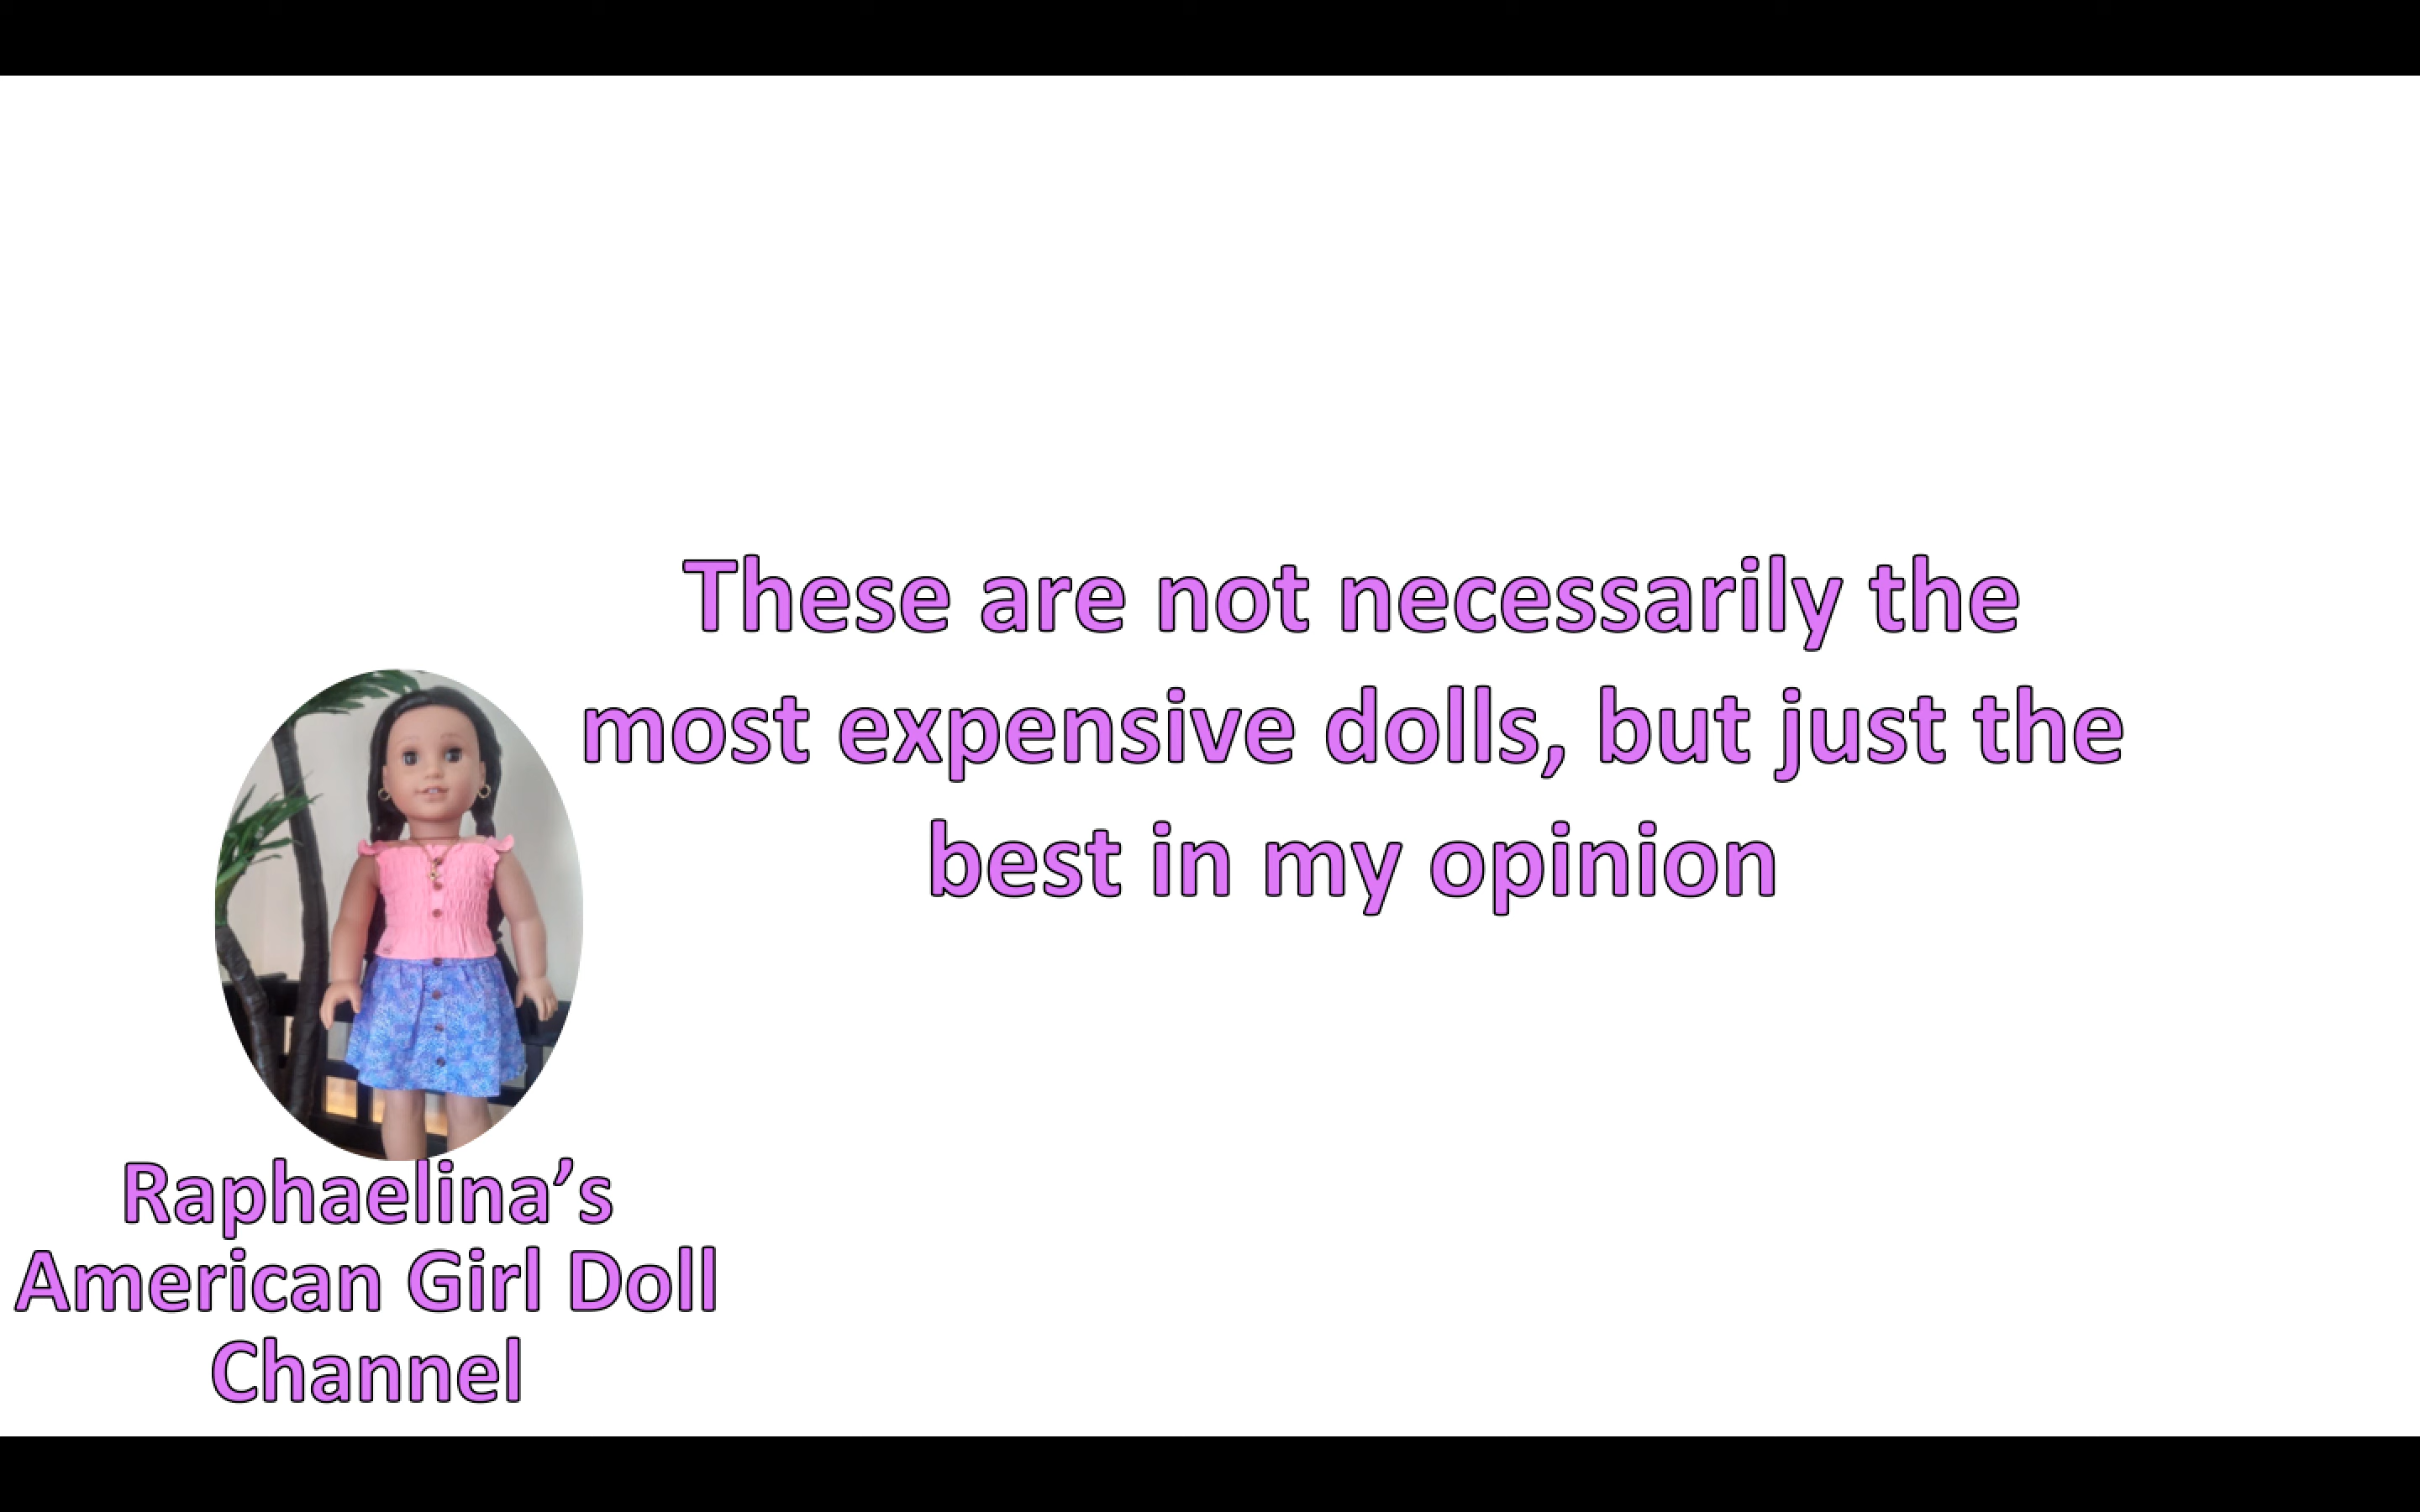 These are not necessarily the
most expensive dolls, but just the
best in my opinion
Raphaelina’s
American Girl Doll
Channel